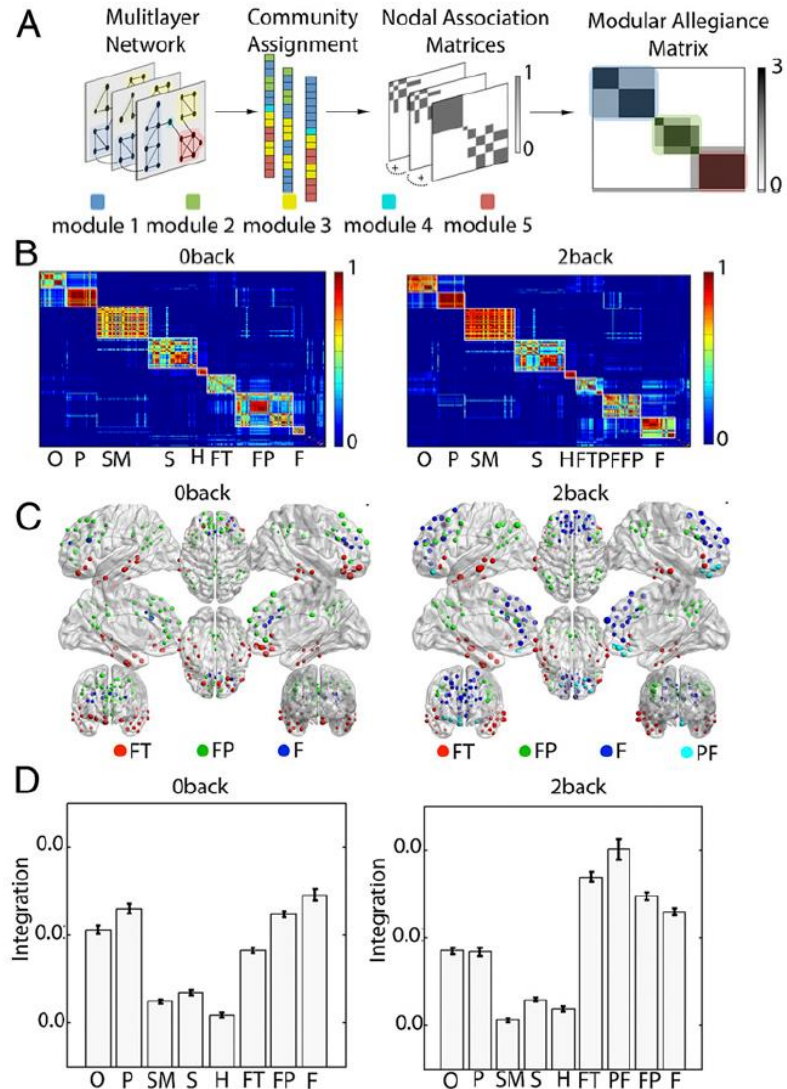 A
Mulitlayer Network
Community Assignment
Nodal Association Matrices
Modular Allegiance Matrix
1
0
3
0
module 1
module 2
module 3
module 4
module 5
B
0back
2back
1
0
1
0
O P SM S H FT FP F
O P SM S HFTPFFP F
C
0back
2back
FT FP F
FT FP F PF
D
0back
2back
Integration
0.0
0.0
0.0
O P SM S H FT FP F
Integration
0.0
0.0
0.0
O P SM S H FT PF FP F